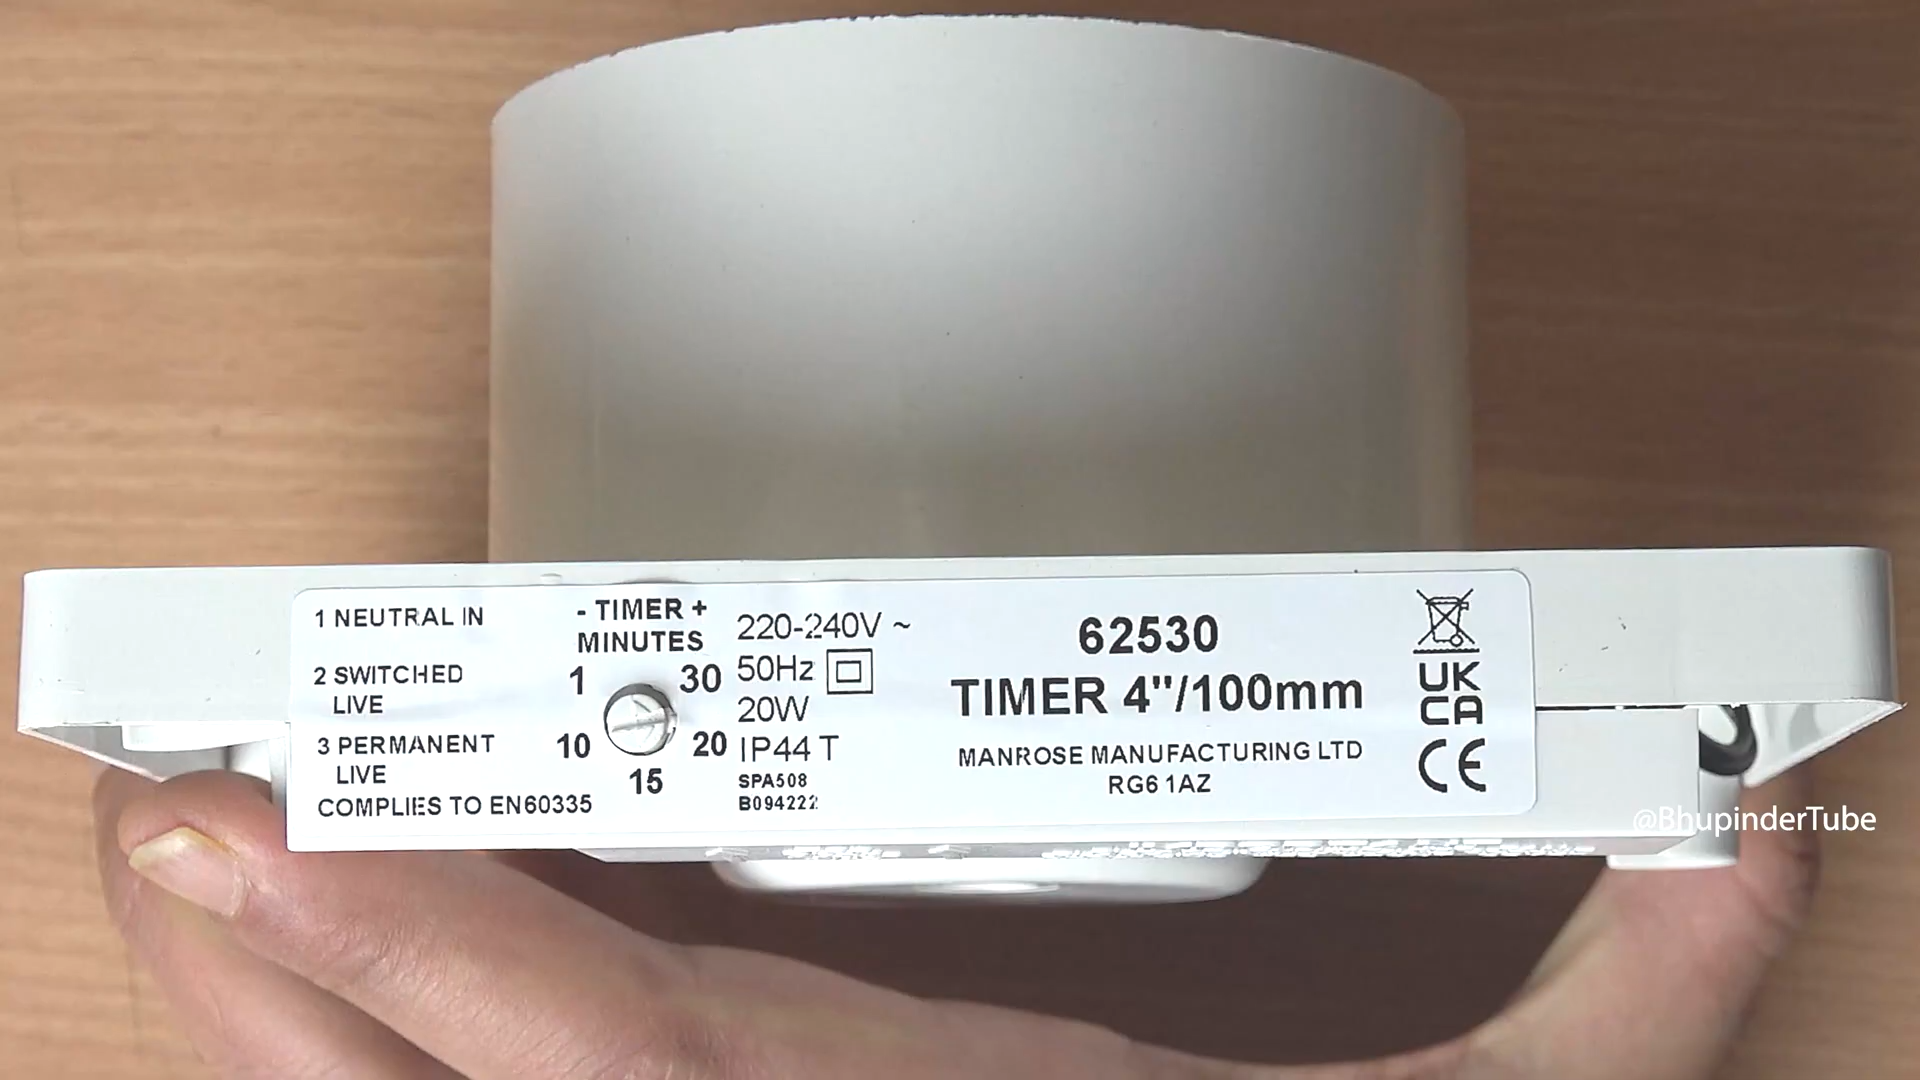 1 NEUTRAL IN
2 SWITCHED
LIVE
3 PERMANENT
LIVE
COMPLIES TO EN60335
- TIMER +
MINUTES
1 30
10 20
15
220-240V ~
50Hz
20W
IP44 T
SPA508
B094222
62530
TIMER 4"/100mm
MANROSE MANUFACTURING LTD
RG6 1AZ
UK
CA
CE
@BhupinderTube